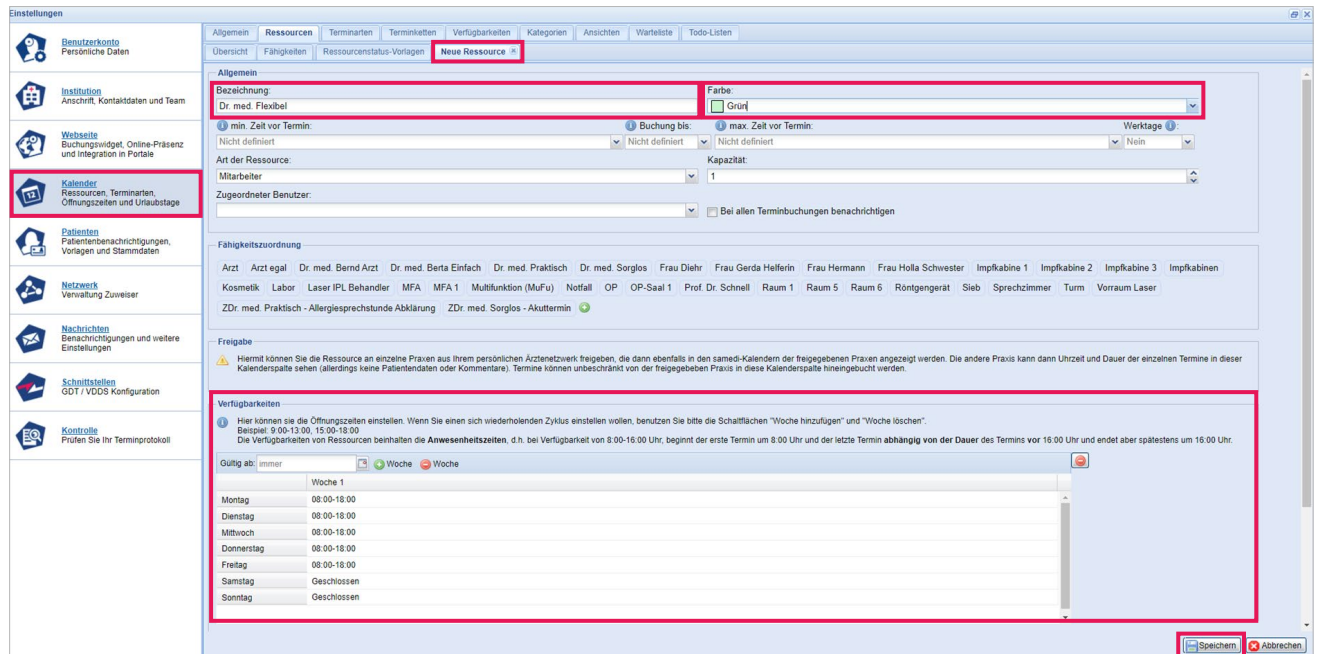 Einstellungen
Benutzerkonto
Persönliche Daten
Institution
Anschrift, Kontaktdaten und Team
Webseite
Buchungswidget, Online-Präsenz
und Integration in Portale
Kalender
Ressourcen, Terminarten,
Öffnungszeiten und Urlaubstage
Patienten
Patientenbenachrichtigungen,
Vorlagen und Stammdaten
Netzwerk
Verwaltung Zuweiser
Nachrichten
Benachrichtigungen und weitere
Einstellungen
Schnittstellen
GDT / VDDS Konfiguration
Kontrolle
Prüfen Sie Ihr Terminprotokoll
Allgemein Ressourcen Terminarten Terminketten Verfügbarkeiten Kategorien Ansichten Warteliste Todo-Listen
Übersicht Fähigkeiten Ressourcenstatus-Vorlagen Neue Ressource
Allgemein
Bezeichnung: Farbe:
Dr. med. Flexibel Grün
min. Zeit vor Termin: Buchung bis: max. Zeit vor Termin: Werktage :
Nicht definiert Nicht definiert Nicht definiert Nein
Art der Ressource: Kapazität:
Mitarbeiter 1
Zugeordneter Benutzer:
Bei allen Terminbuchungen benachrichtigen
Fähigkeitszuordnung
Arzt Arzt egal Dr. med. Bernd Arzt Dr. med. Berta Einfach Dr. med. Praktisch Dr. med. Sorglos Frau Diehr Frau Gerda Helferin Frau Hermann Frau Holla Schwester Impfkabine 1 Impfkabine 2 Impfkabine 3 Impfkabinen
Kosmetik Labor Laser IPL Behandler MFA MFA 1 Multifunktion (MuFu) Notfall OP OP-Saal 1 Prof. Dr. Schnell Raum 1 Raum 5 Raum 6 Röntgengerät Sieb Sprechzimmer Turm Vorraum Laser
ZDr. med. Praktisch - Allergiesprechstunde Abklärung ZDr. med. Sorglos - Akuttermin
Freigabe
Hiermit können Sie die Ressource an einzelne Praxen aus Ihrem persönlichen Ärztenetzwerk freigeben, die dann ebenfalls in den samedi-Kalendern der freigegebenen Praxen angezeigt werden. Die andere Praxis kann dann Uhrzeit und Dauer der einzelnen Termine in dieser
Kalenderspalte sehen (allerdings keine Patientendaten oder Kommentare). Termine können unbeschränkt von der freigegebeben Praxis in diese Kalenderspalte hineingebucht werden.
Verfügbarkeiten
Hier können sie die Öffnungszeiten einstellen. Wenn Sie einen sich wiederholenden Zyklus einstellen wollen, benutzen Sie bitte die Schaltflächen "Woche hinzufügen" und "Woche löschen".
Beispiel: 9:00-13:00, 15:00-18:00
Die Verfügbarkeiten von Ressourcen beinhalten die Anwesenheitszeiten, d.h. bei Verfügbarkeit von 8:00-16:00 Uhr, beginnt der erste Termin um 8:00 Uhr und der letzte Termin abhängig von der Dauer des Termins vor 16:00 Uhr und endet aber spätestens um 16:00 Uhr.
Gültig ab: immer Woche Woche
Woche 1
Montag 08:00-18:00
Dienstag 08:00-18:00
Mittwoch 08:00-18:00
Donnerstag 08:00-18:00
Freitag 08:00-18:00
Samstag Geschlossen
Sonntag Geschlossen
Speichern Abbrechen